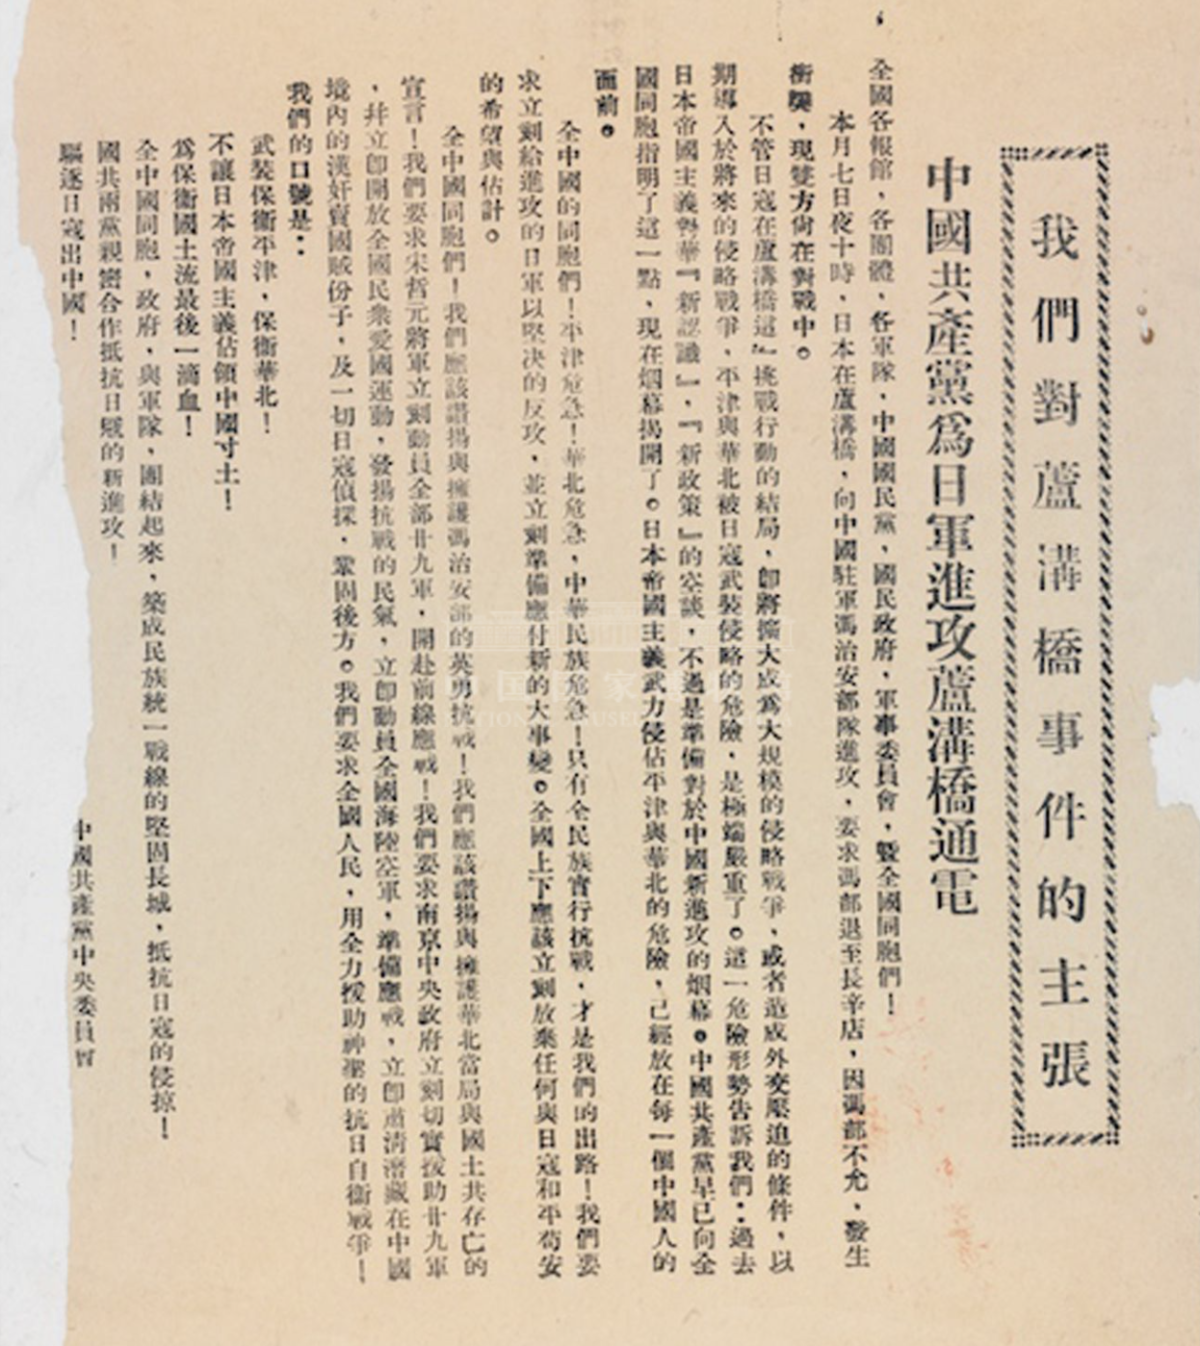 我們對蘆溝橋事件的主張
中國共產黨爲日軍進攻蘆溝橋通電
全國各報館、各團體、各軍隊、中國國民黨、國民政府、軍事委員會，暨全國同胞們！
本月七日夜十時、日本在蘆溝橋，向中國駐軍馮治安部隊進攻，要求馮部退至長辛店，因馮部不允、發生
衝突、現雙方尙在對戰中。
不管日寇在蘆溝橋這『挑戰行動的結局、卽將擴大成爲大規模的侵略戰爭、或者造成外交壓迫的條件，以
期導入於將來的侵略戰爭、平津與華北被日寇武裝侵略的危險，是極端嚴重了。這一危險形勢告訴我們：過去
日本帝國主義對華『新認識』，『新政策』的空談，不過是準備對於中國新進攻的烟幕。中國共產黨早已向全
國同胞指明了這一點、現在烟幕揭開了。日本帝國主義武力侵佔平津與華北的危險，已經放在每一個中國人的
面前。
全中國的同胞們！平津危急！華北危急、中華民族危急！只有全民族實行抗戰，才是我們的出路！我們要
求立刻給進攻的日軍以堅决的反攻，並立刻準備應付新的大事變。全國上下應該立刻放棄任何與日寇和平苟安
的希望與估計。
全中國同胞們！我們應該讚揚與擁護馮治安部的英勇抗戰！我們應該讚揚與擁護華北當局與國土共存亡的
宣言！我們要求宋哲元將軍立刻動員全部廿九軍，開赴前線應戰！我們要求南京中央政府立刻切實援助廿九軍
，幷立卽開放全國民衆愛國運動，發揚抗戰的民氣，立卽動員全國海陸空軍，準備應戰，立卽肅淸潛藏在中國
境內的漢奸賣國賊份子，及一切日寇偵探，鞏固後方。我們要求全國人民，用全力援助神聖的抗日自衞戰爭！
我們的口號是：
武裝保衞平津，保衞華北！
不讓日本帝國主義佔領中國寸土！
爲保衞國土流最後一滴血！
全中國同胞，政府，與軍隊，團結起來，築成民族統一戰線的堅固長城，抵抗日寇的侵掠！
國共兩黨親密合作抵抗日賊的新進攻！
驅逐日寇出中國！
中國共產黨中央委員會